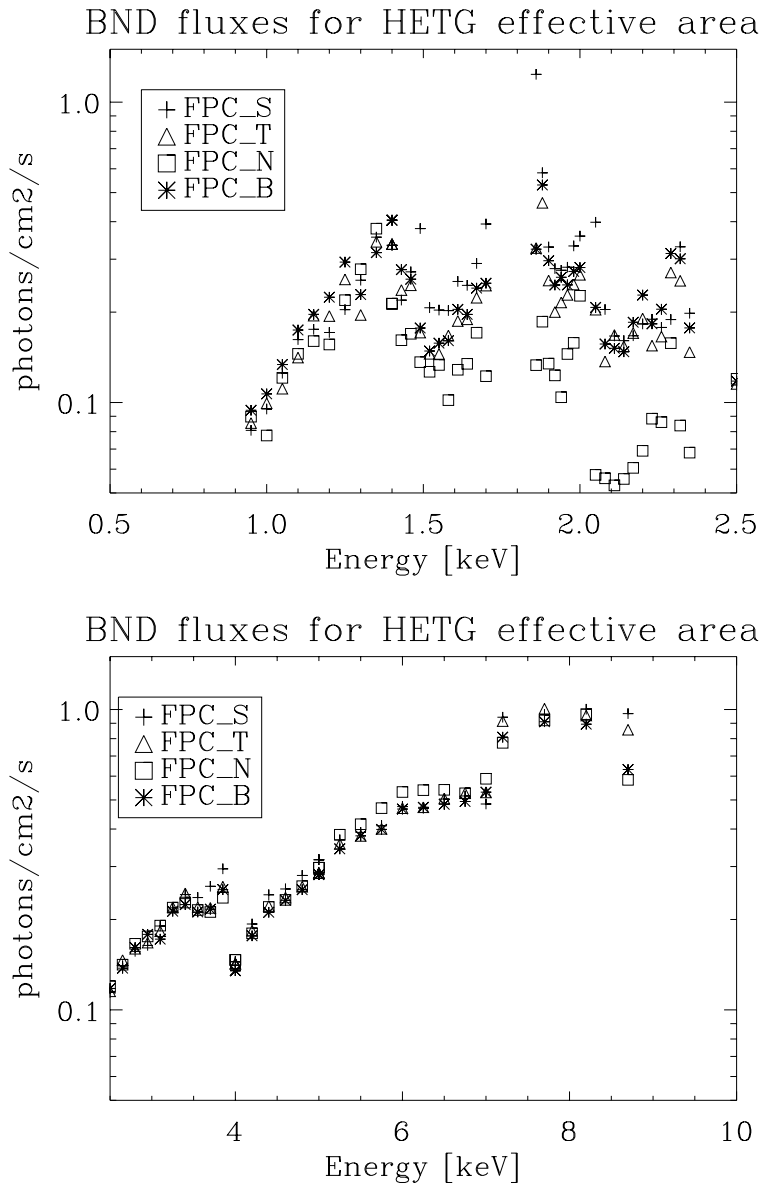 BND fluxes for HETG effective area
photons/cm2/s
1.0
0.1
FPC_S
FPC_T
FPC_N
FPC_B
0.5 1.0 1.5 2.0 2.5
Energy [keV]
BND fluxes for HETG effective area
photons/cm2/s
1.0
0.1
FPC_S
FPC_T
FPC_N
FPC_B
4 6 8 10
Energy [keV]